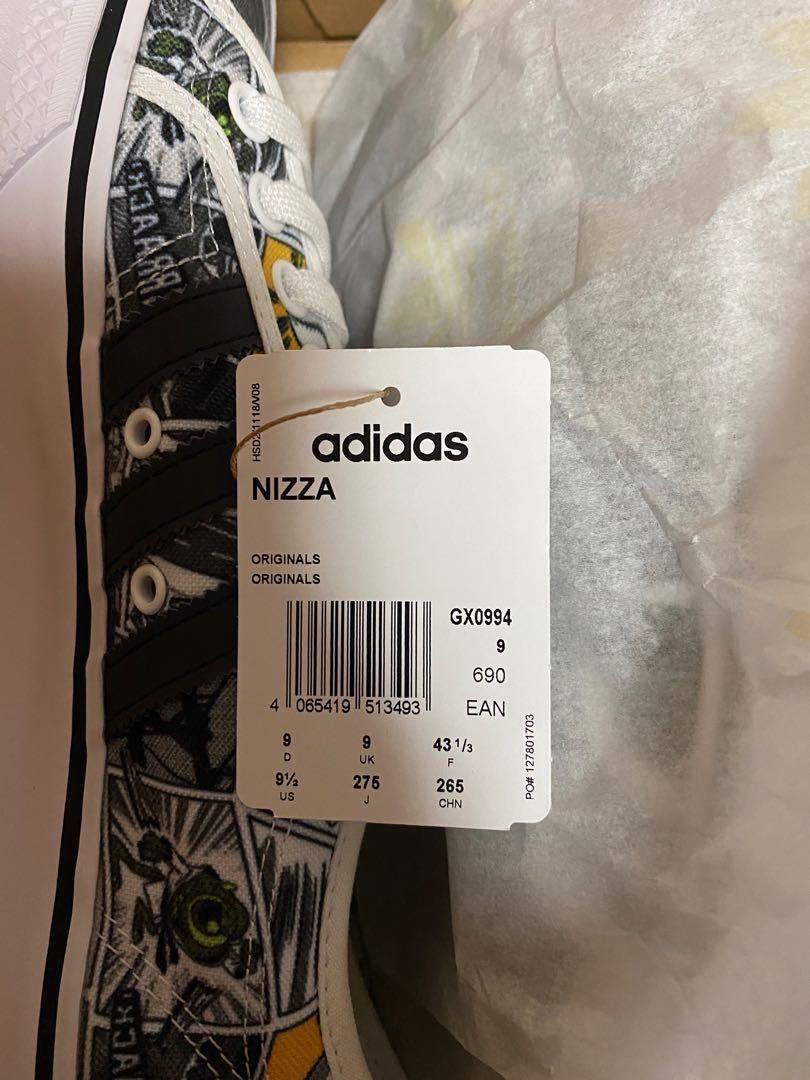 HRAACK!
adidas
NIZZA
ORIGINALS
ORIGINALS
GX0994
9
690
4 065419 513493 EAN
9 9 43 1/3
D UK F
9½ 275 265
US J CHN
PO# 127801703